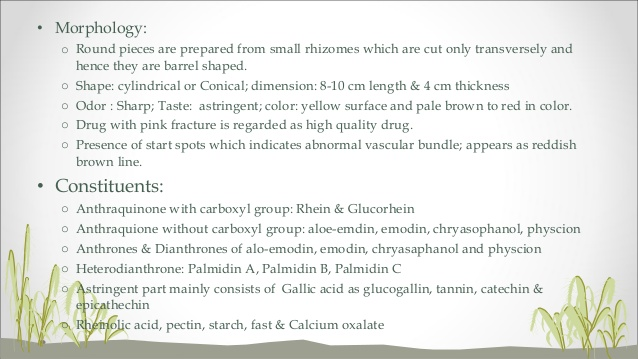 • Morphology:
○ Round pieces are prepared from small rhizomes which are cut only transversely and
hence they are barrel shaped.
○ Shape: cylindrical or Conical; dimension: 8-10 cm length & 4 cm thickness
○ Odor : Sharp; Taste: astringent; color: yellow surface and pale brown to red in color.
○ Drug with pink fracture is regarded as high quality drug.
○ Presence of start spots which indicates abnormal vascular bundle; appears as reddish
brown line.
• Constituents:
○ Anthraquinone with carboxyl group: Rhein & Glucorhein
○ Anthraquione without carboxyl group: aloe-emdin, emodin, chryasophanol, physcion
○ Anthrones & Dianthrones of alo-emodin, emodin, chryasaphanol and physcion
○ Heterodianthrone: Palmidin A, Palmidin B, Palmidin C
○ Astringent part mainly consists of Gallic acid as glucogallin, tannin, catechin &
epicathechin
○ Rheinolic acid, pectin, starch, fast & Calcium oxalate